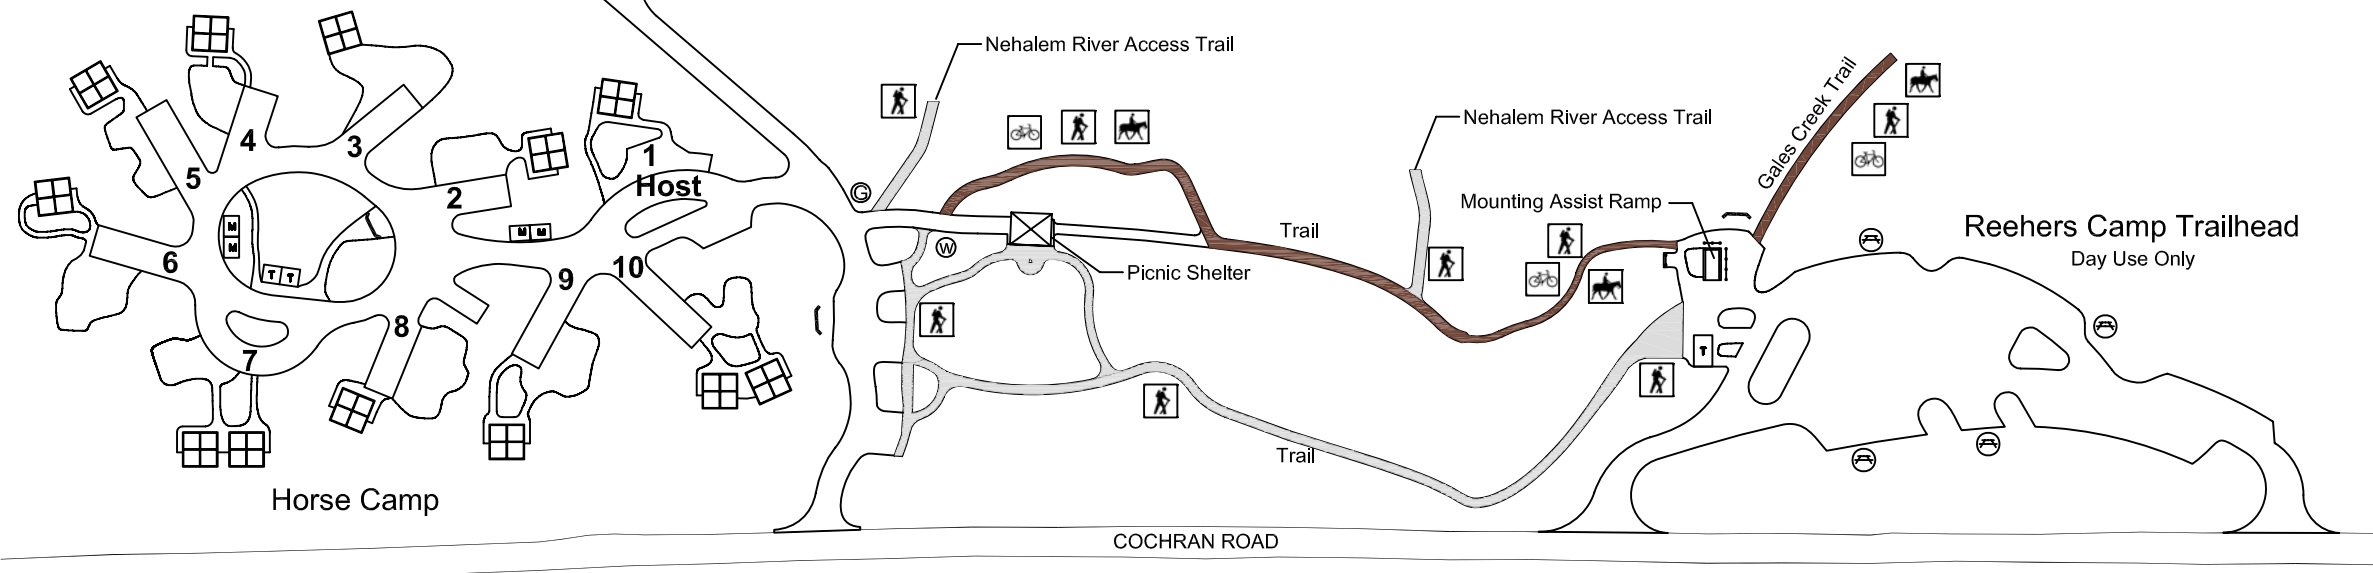 Nehalem River Access Trail
4
3
5
1
Host
2
6
M
M
M M
T T
9
10
7
8
Horse Camp
G
W
Picnic Shelter
Trail
Nehalem River Access Trail
Mounting Assist Ramp
Gales Creek Trail
Reehers Camp Trailhead
Day Use Only
T
Trail
COCHRAN ROAD